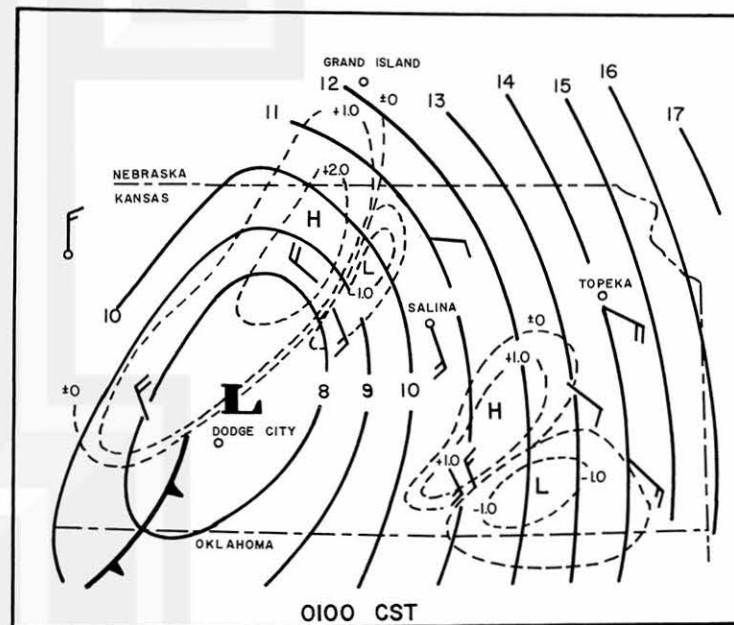 GRAND ISLAND
12
±0
13
14
15
16
17
11
+1.0
+2.0
NEBRASKA
KANSAS
H
L
-1.0
10
SALINA
TOPEKA
±0
±0
+1.0
H
L
DODGE CITY
8
9
10
+1.0
L
-1.0
-1.0
OKLAHOMA
0100 CST